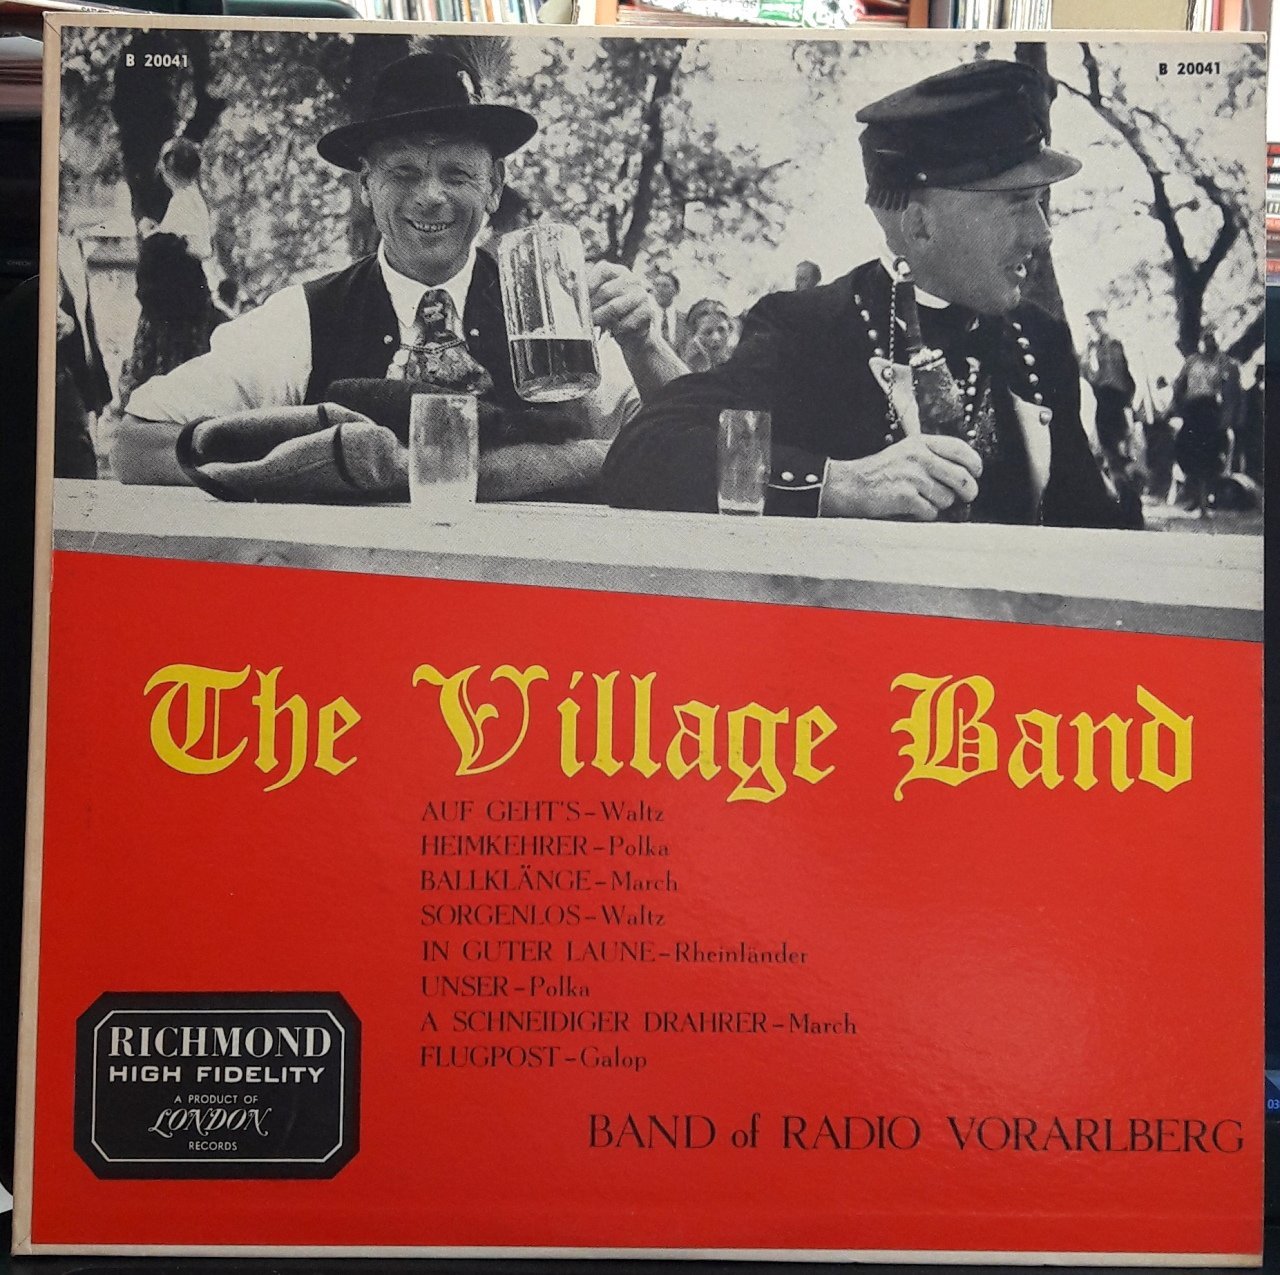 B 20041
B 20041
The Village Band
AUF GEHT'S – Waltz
HEIMKEHRER – Polka
BALLKLÄNGE – March
SORGENLOS – Waltz
IN GUTER LAUNE – Rheinländer
UNSER – Polka
A SCHNEIDIGER DRAHRER – March
FLUGPOST – Galop
RICHMOND
HIGH FIDELITY
A PRODUCT OF
LONDON
RECORDS
BAND of RADIO VORARLBERG
03